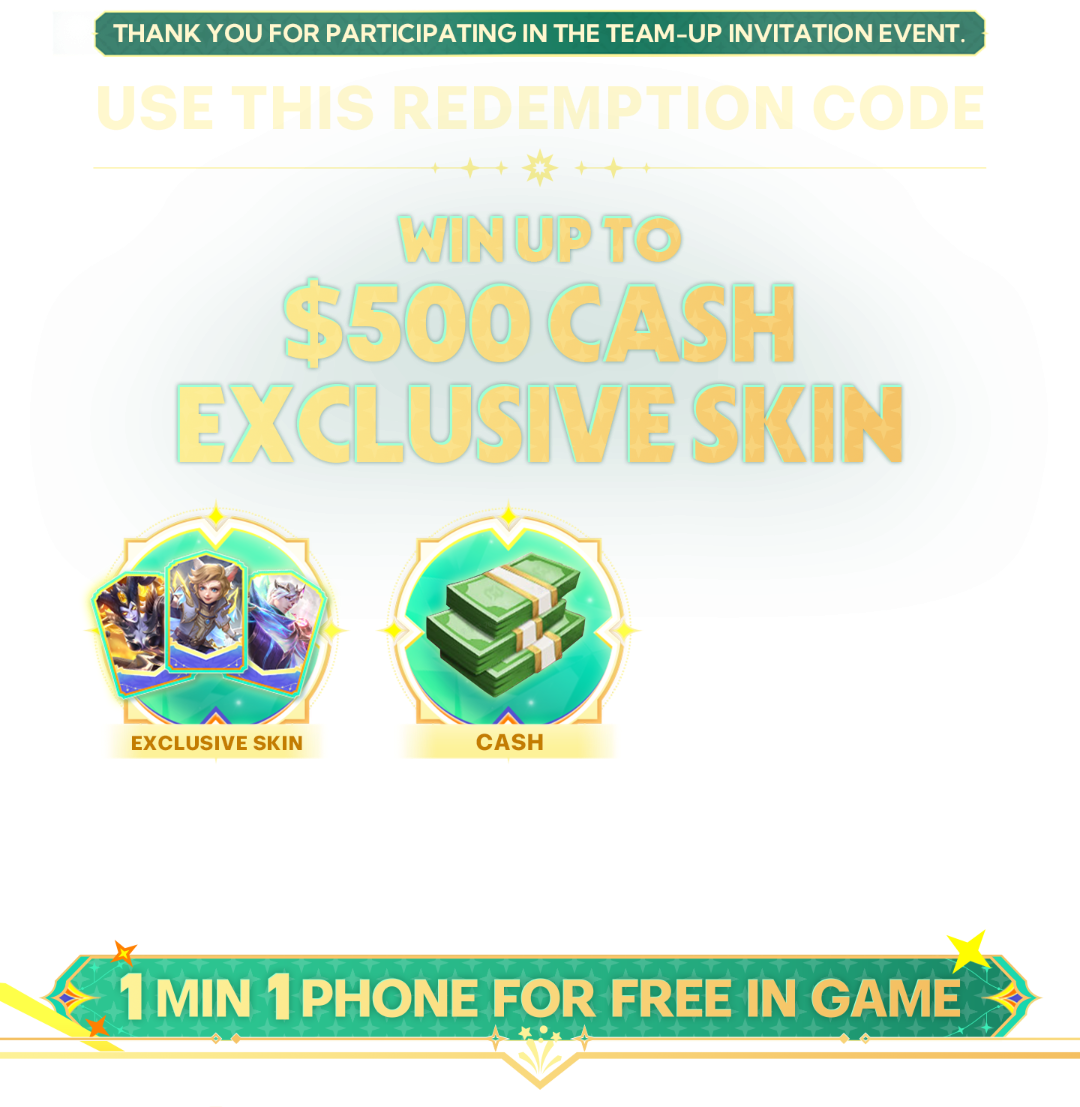 THANK YOU FOR PARTICIPATING IN THE TEAM-UP INVITATION EVENT.
USE THIS REDEMPTION CODE
WIN UP TO
$500 CASH
EXCLUSIVE SKIN
EXCLUSIVE SKIN
CASH
1 MIN 1 PHONE FOR FREE IN GAME